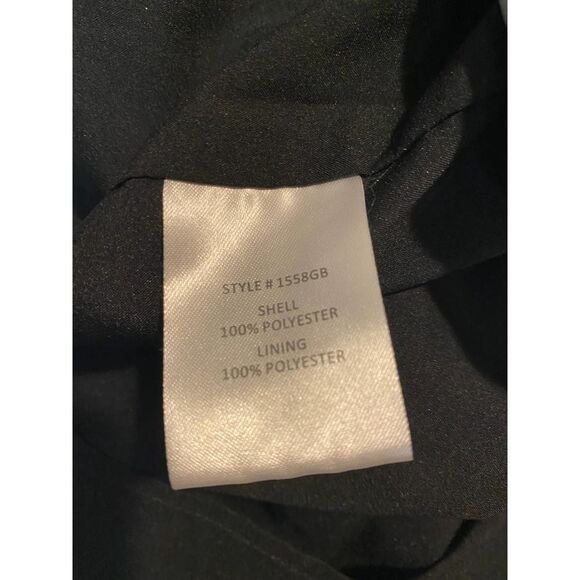 STYLE # 1558GB
SHELL
100% POLYESTER
LINING
100% POLYESTER